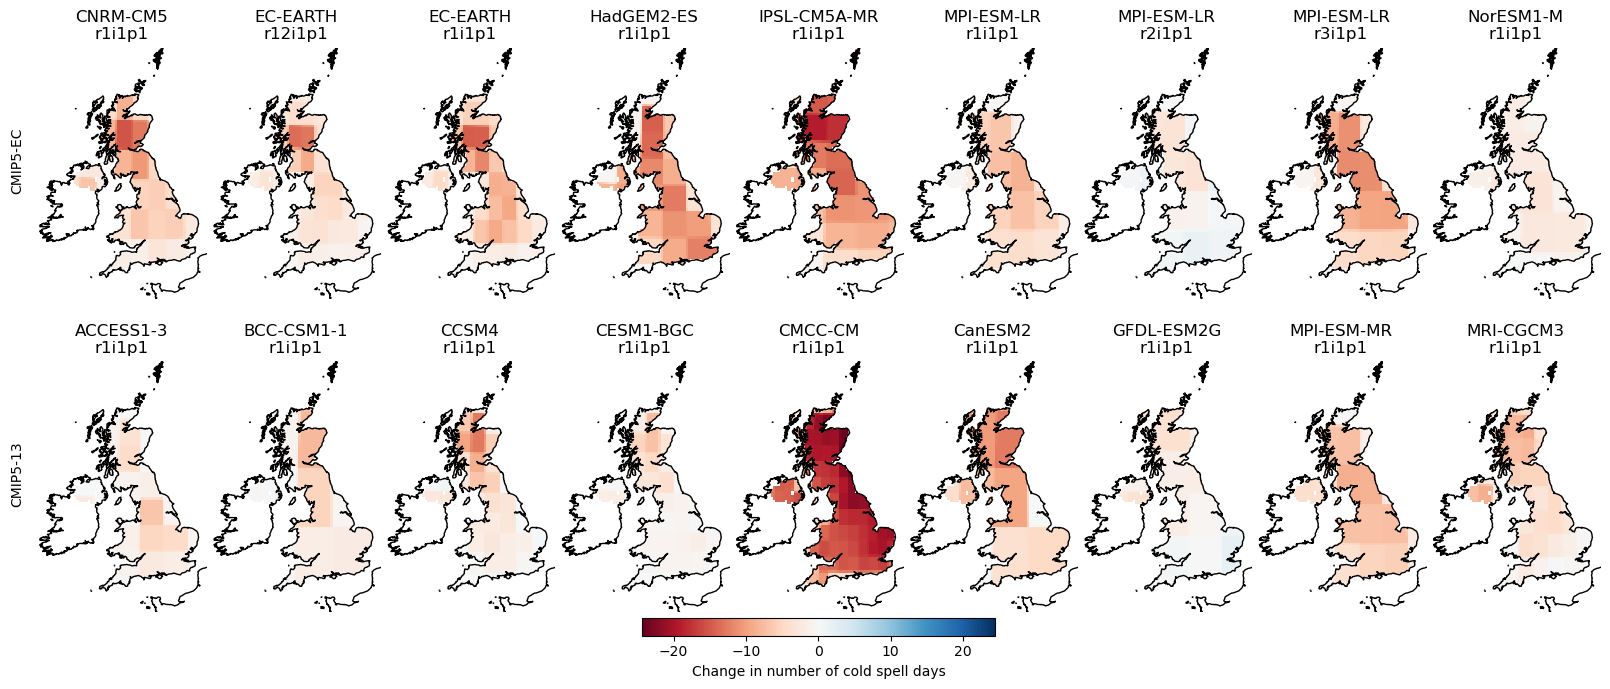 CNRM-CM5
r1i1p1
EC-EARTH
r12i1p1
EC-EARTH
r1i1p1
HadGEM2-ES
r1i1p1
IPSL-CM5A-MR
r1i1p1
MPI-ESM-LR
r1i1p1
MPI-ESM-LR
r2i1p1
MPI-ESM-LR
r3i1p1
NorESM1-M
r1i1p1
CMIP5-EC
ACCESS1-3
r1i1p1
BCC-CSM1-1
r1i1p1
CCSM4
r1i1p1
CESM1-BGC
r1i1p1
CMCC-CM
r1i1p1
CanESM2
r1i1p1
GFDL-ESM2G
r1i1p1
MPI-ESM-MR
r1i1p1
MRI-CGCM3
r1i1p1
CMIP5-13
−20 −10 0 10 20
Change in number of cold spell days